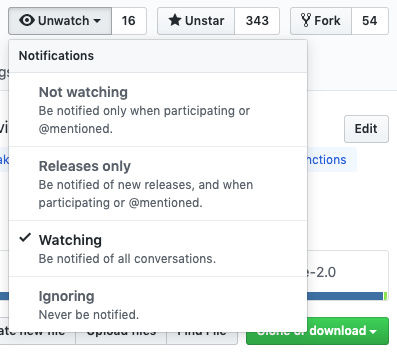 Unwatch 16 Unstar 343 Fork 54
Notifications
Not watching
Be notified only when participating or
@mentioned.
Edit
Releases only
Be notified of new releases, and when
participating or @mentioned.
Watching
Be notified of all conversations.
e-2.0
Ignoring
Never be notified.
Clone or download